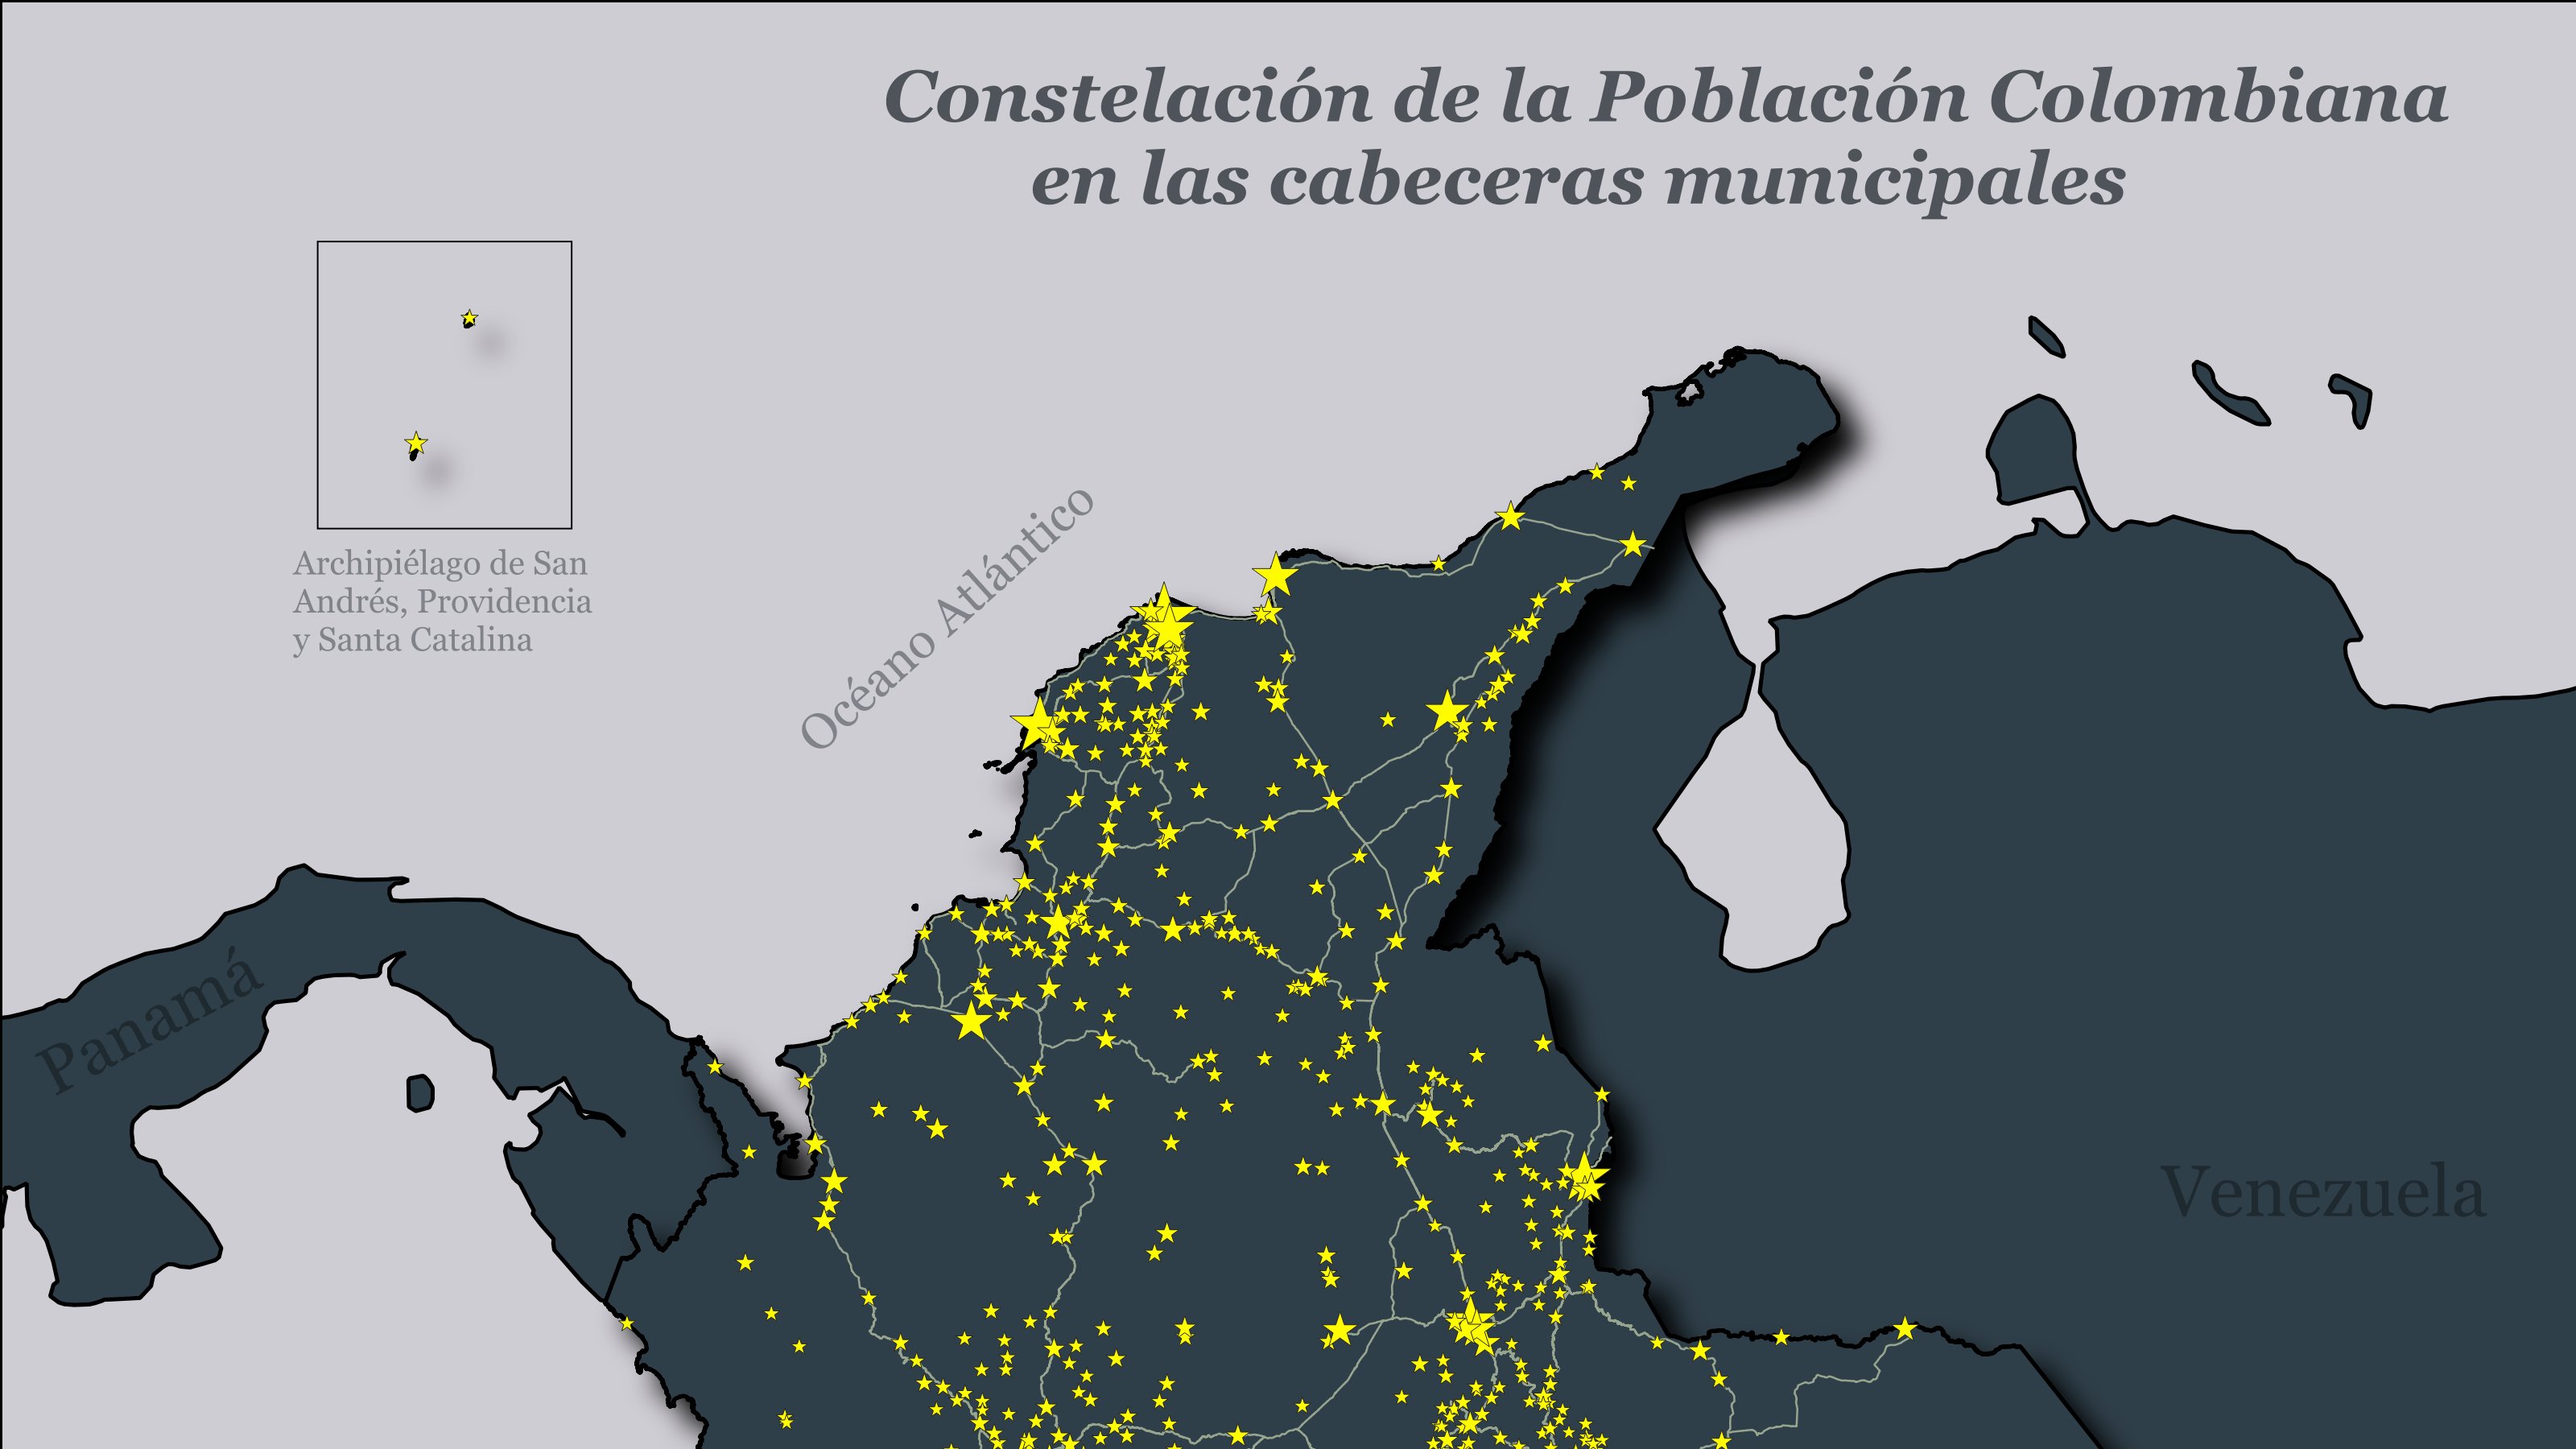 Constelación de la Población Colombiana
en las cabeceras municipales
Archipiélago de San
Andrés, Providencia
y Santa Catalina
Océano Atlántico
Panamá
Venezuela